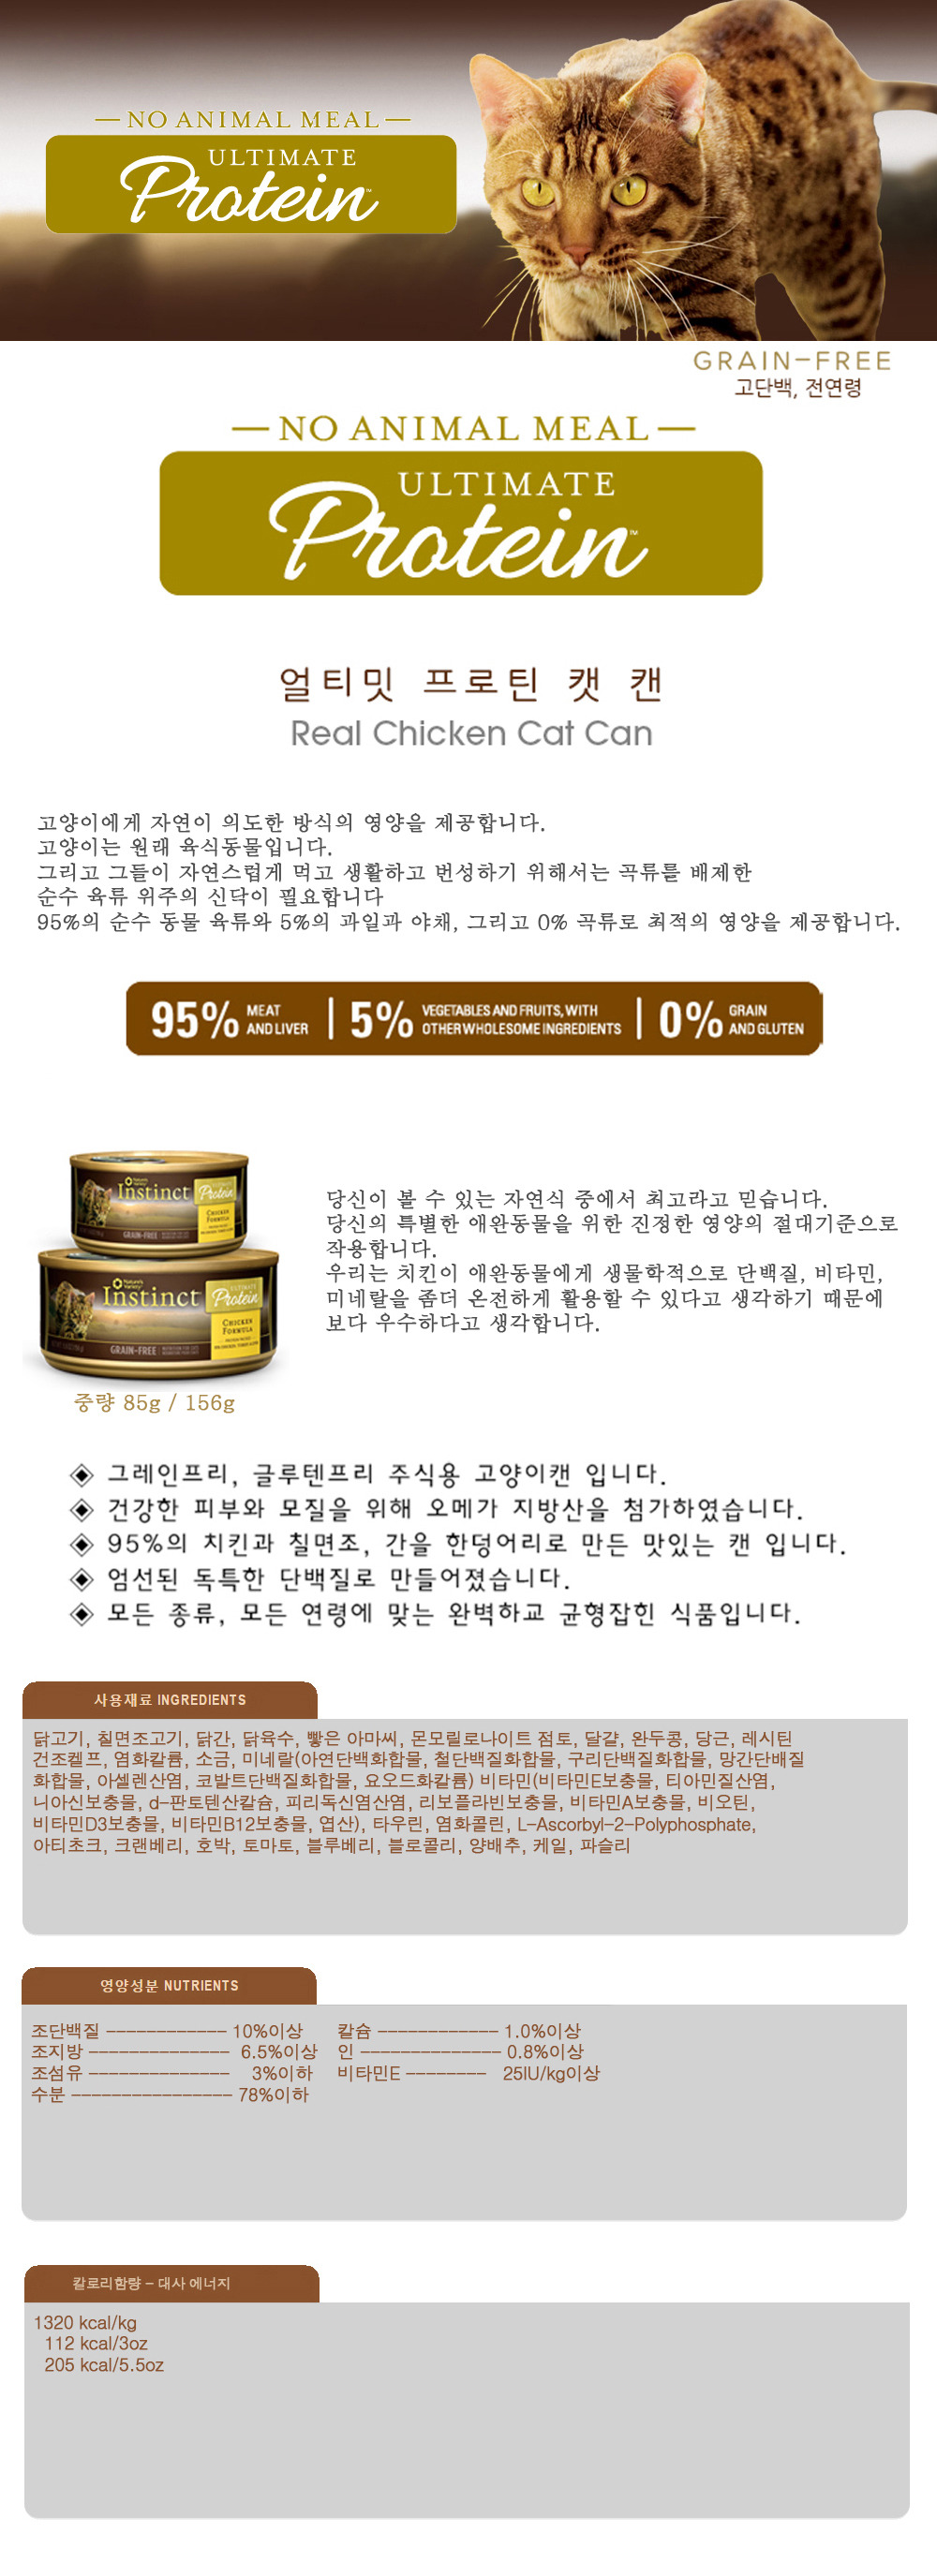 — NO ANIMAL MEAL —
ULTIMATE
Protein™
GRAIN-FREE
고단백, 전연령
— NO ANIMAL MEAL —
ULTIMATE
Protein™
얼티밋 프로틴 캣 캔
Real Chicken Cat Can
고양이에게 자연이 의도한 방식의 영양을 제공합니다.
고양이는 원래 육식동물입니다.
그리고 그들이 자연스럽게 먹고 생활하고 번성하기 위해서는 곡류를 배제한
순수 육류 위주의 신닥이 필요합니다
95%의 순수 동물 육류와 5%의 과일과 야채, 그리고 0% 곡류로 최적의 영양을 제공합니다.
95% MEAT AND LIVER | 5% VEGETABLES AND FRUITS, WITH OTHER WHOLESOME INGREDIENTS | 0% GRAIN AND GLUTEN
Instinct
Protein
CHICKEN FORMULA
GRAIN-FREE
Nature's Variety
Instinct
ULTIMATE
Protein
CHICKEN FORMULA
GRAIN-FREE
당신이 볼 수 있는 자연식 중에서 최고라고 믿습니다.
당신의 특별한 애완동물을 위한 진정한 영양의 절대기준으로
작용합니다.
우리는 치킨이 애완동물에게 생물학적으로 단백질, 비타민,
미네랄을 좀더 온전하게 활용할 수 있다고 생각하기 때문에
보다 우수하다고 생각합니다.
중량 85g / 156g
◈ 그레인프리, 글루텐프리 주식용 고양이캔 입니다.
◈ 건강한 피부와 모질을 위해 오메가 지방산을 첨가하였습니다.
◈ 95%의 치킨과 칠면조, 간을 한덩어리로 만든 맛있는 캔 입니다.
◈ 엄선된 독특한 단백질로 만들어졌습니다.
◈ 모든 종류, 모든 연령에 맞는 완벽하교 균형잡힌 식품입니다.
사용재료 INGREDIENTS
닭고기, 칠면조고기, 닭간, 닭육수, 빻은 아마씨, 몬모릴로나이트 점토, 달걀, 완두콩, 당근, 레시틴
건조켈프, 염화칼륨, 소금, 미네랄(아연단백화합물, 철단백질화합물, 구리단백질화합물, 망간단배질
화합물, 아셀렌산염, 코발트단백질화합물, 요오드화칼륨) 비타민(비타민E보충물, 티아민질산염,
니아신보충물, d-판토텐산칼슘, 피리독신염산염, 리보플라빈보충물, 비타민A보충물, 비오틴,
비타민D3보충물, 비타민B12보충물, 엽산), 타우린, 염화콜린, L-Ascorbyl-2-Polyphosphate,
아티초크, 크랜베리, 호박, 토마토, 블루베리, 블로콜리, 양배추, 케일, 파슬리
영양성분 NUTRIENTS
조단백질 ------------ 10%이상 칼슘 ------------ 1.0%이상
조지방 -------------- 6.5%이상 인 -------------- 0.8%이상
조섬유 -------------- 3%이하 비타민E -------- 25IU/kg이상
수분 ---------------- 78%이하
칼로리함량 - 대사 에너지
1320 kcal/kg
112 kcal/3oz
205 kcal/5.5oz